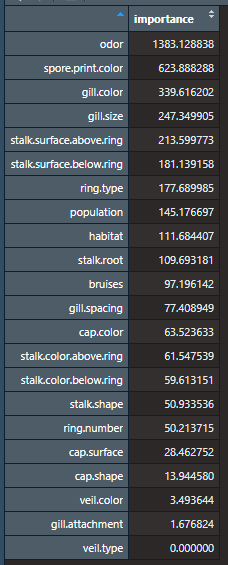 importance
odor 1383.128838
spore.print.color 623.888288
gill.color 339.616202
gill.size 247.349905
stalk.surface.above.ring 213.599773
stalk.surface.below.ring 181.139158
ring.type 177.689985
population 145.176697
habitat 111.684407
stalk.root 109.693181
bruises 97.196142
gill.spacing 77.408949
cap.color 63.523633
stalk.color.above.ring 61.547539
stalk.color.below.ring 59.613151
stalk.shape 50.933536
ring.number 50.213715
cap.surface 28.462752
cap.shape 13.944580
veil.color 3.493644
gill.attachment 1.676824
veil.type 0.000000